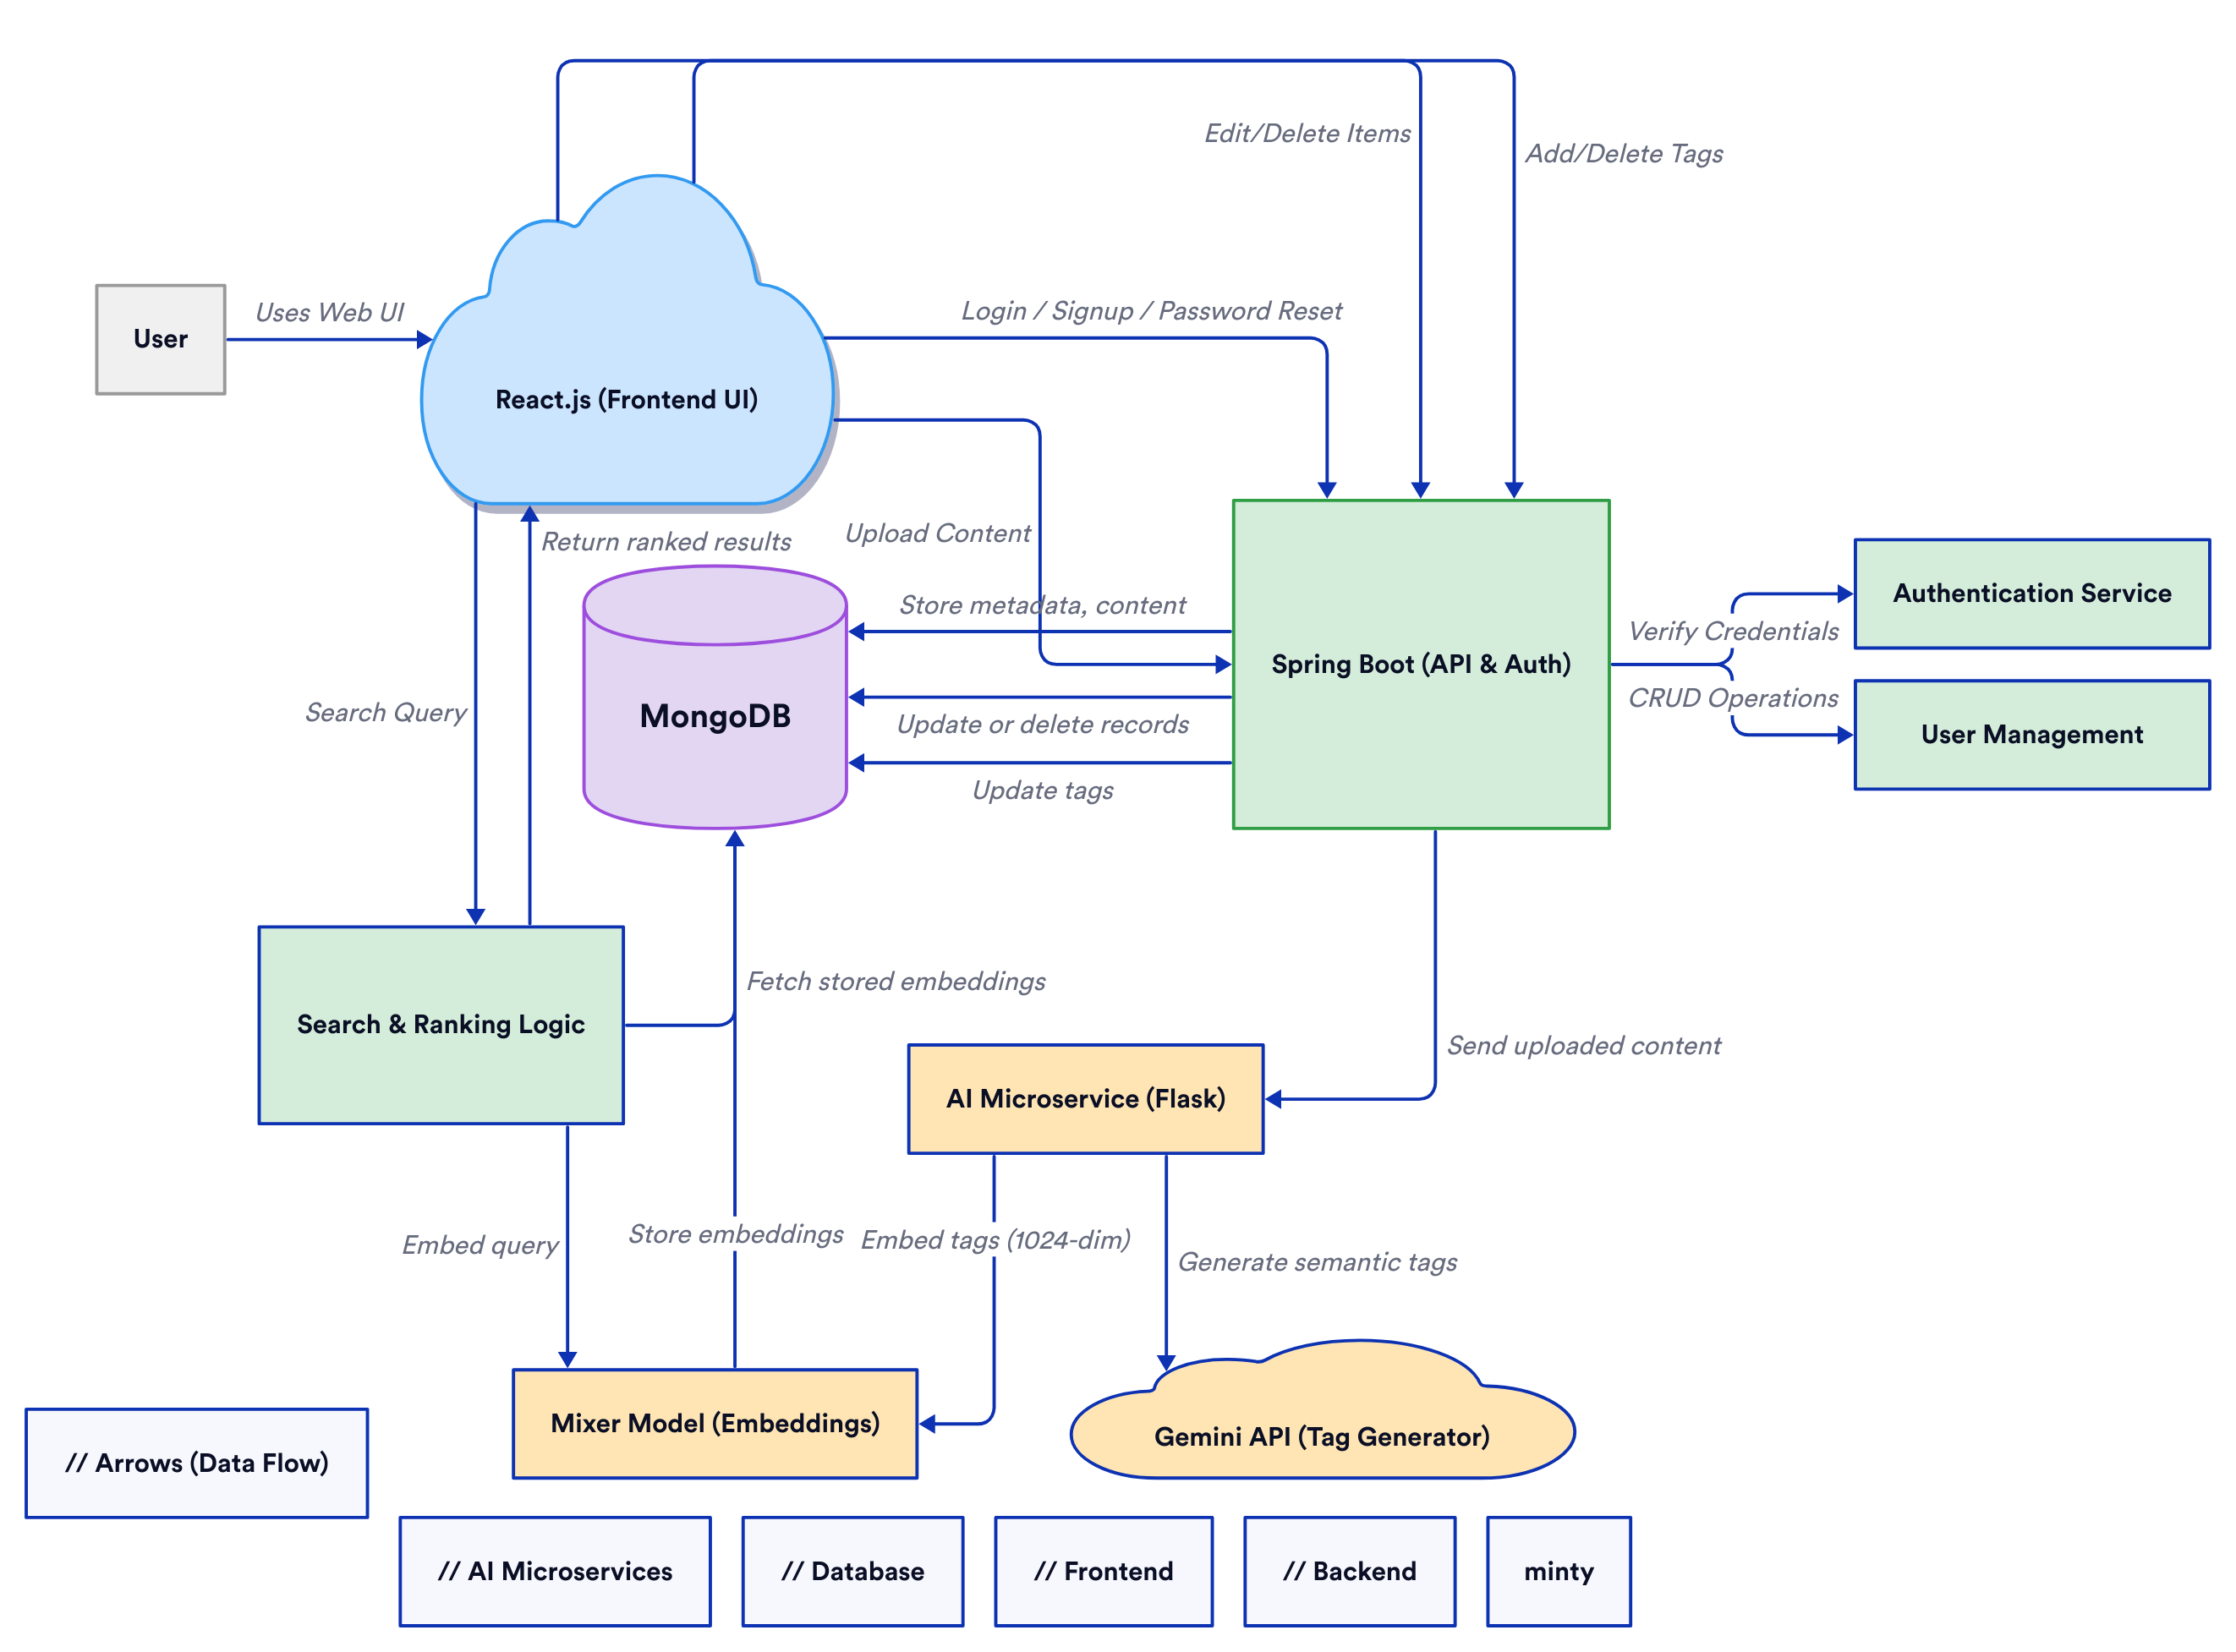 Edit/Delete Items
Add/Delete Tags
Uses Web UI
User
Login / Signup / Password Reset
React.js (Frontend UI)
Return ranked results
Upload Content
Store metadata, content
Authentication Service
Verify Credentials
Spring Boot (API & Auth)
CRUD Operations
Search Query
MongoDB
Update or delete records
User Management
Update tags
Fetch stored embeddings
Search & Ranking Logic
Send uploaded content
AI Microservice (Flask)
Embed query
Store embeddings
Embed tags (1024-dim)
Generate semantic tags
Mixer Model (Embeddings)
Gemini API (Tag Generator)
// Arrows (Data Flow)
// AI Microservices
// Database
// Frontend
// Backend
minty